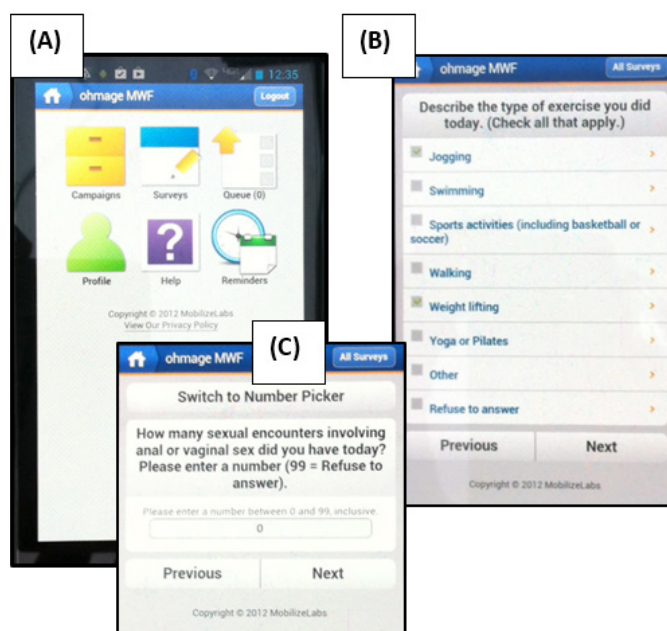 (A)
12:35
ohmage MWF
Logout
Campaigns
Surveys
Queue (0)
Profile
Help
Reminders
Copyright © 2012 MobilizeLabs
View Our Privacy Policy
(B)
ohmage MWF
All Surveys
Describe the type of exercise you did
today. (Check all that apply.)
Jogging
Swimming
Sports activities (including basketball or
soccer)
Walking
Weight lifting
Yoga or Pilates
Other
Refuse to answer
Previous
Next
Copyright © 2012 MobilizeLabs
(C)
ohmage MWF
All Surveys
Switch to Number Picker
How many sexual encounters involving
anal or vaginal sex did you have today?
Please enter a number (99 = Refuse to
answer).
Please enter a number between 0 and 99, inclusive.
0
Previous
Next
Copyright © 2012 MobilizeLabs